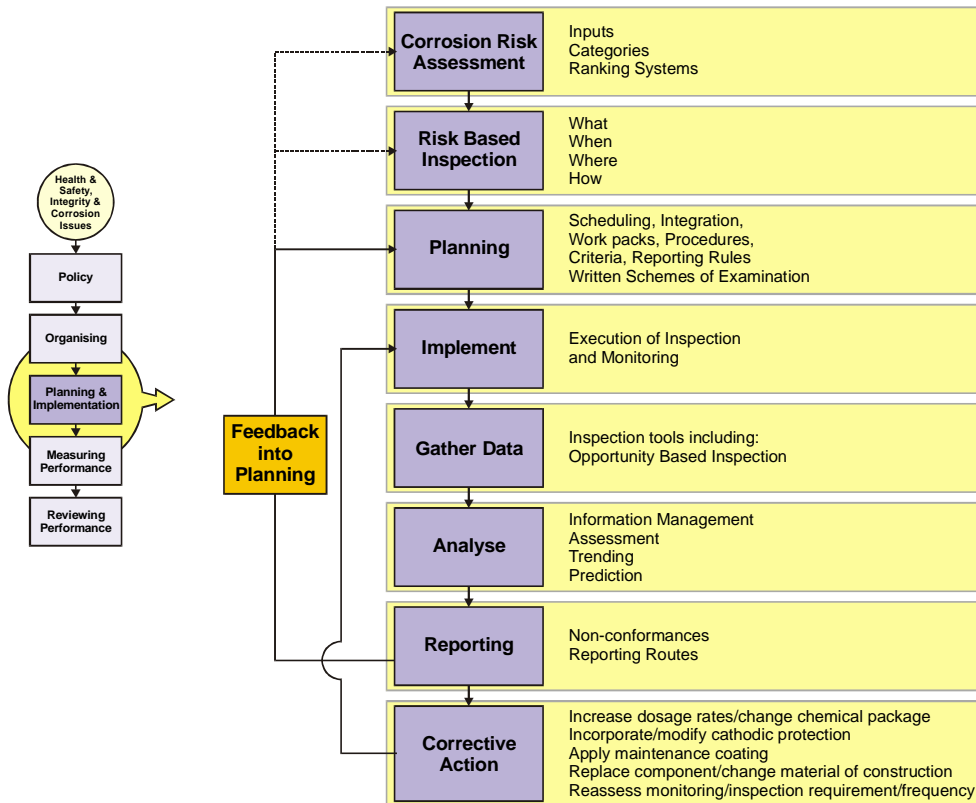 Health &
Safety,
Integrity &
Corrosion
Issues
Policy
Organising
Planning &
Implementation
Measuring
Performance
Reviewing
Performance
Feedback
into
Planning
Corrosion Risk
Assessment
Inputs
Categories
Ranking Systems
Risk Based
Inspection
What
When
Where
How
Planning
Scheduling, Integration,
Work packs, Procedures,
Criteria, Reporting Rules
Written Schemes of Examination
Implement
Execution of Inspection
and Monitoring
Gather Data
Inspection tools including:
Opportunity Based Inspection
Analyse
Information Management
Assessment
Trending
Prediction
Reporting
Non-conformances
Reporting Routes
Corrective
Action
Increase dosage rates/change chemical package
Incorporate/modify cathodic protection
Apply maintenance coating
Replace component/change material of construction
Reassess monitoring/inspection requirement/frequency